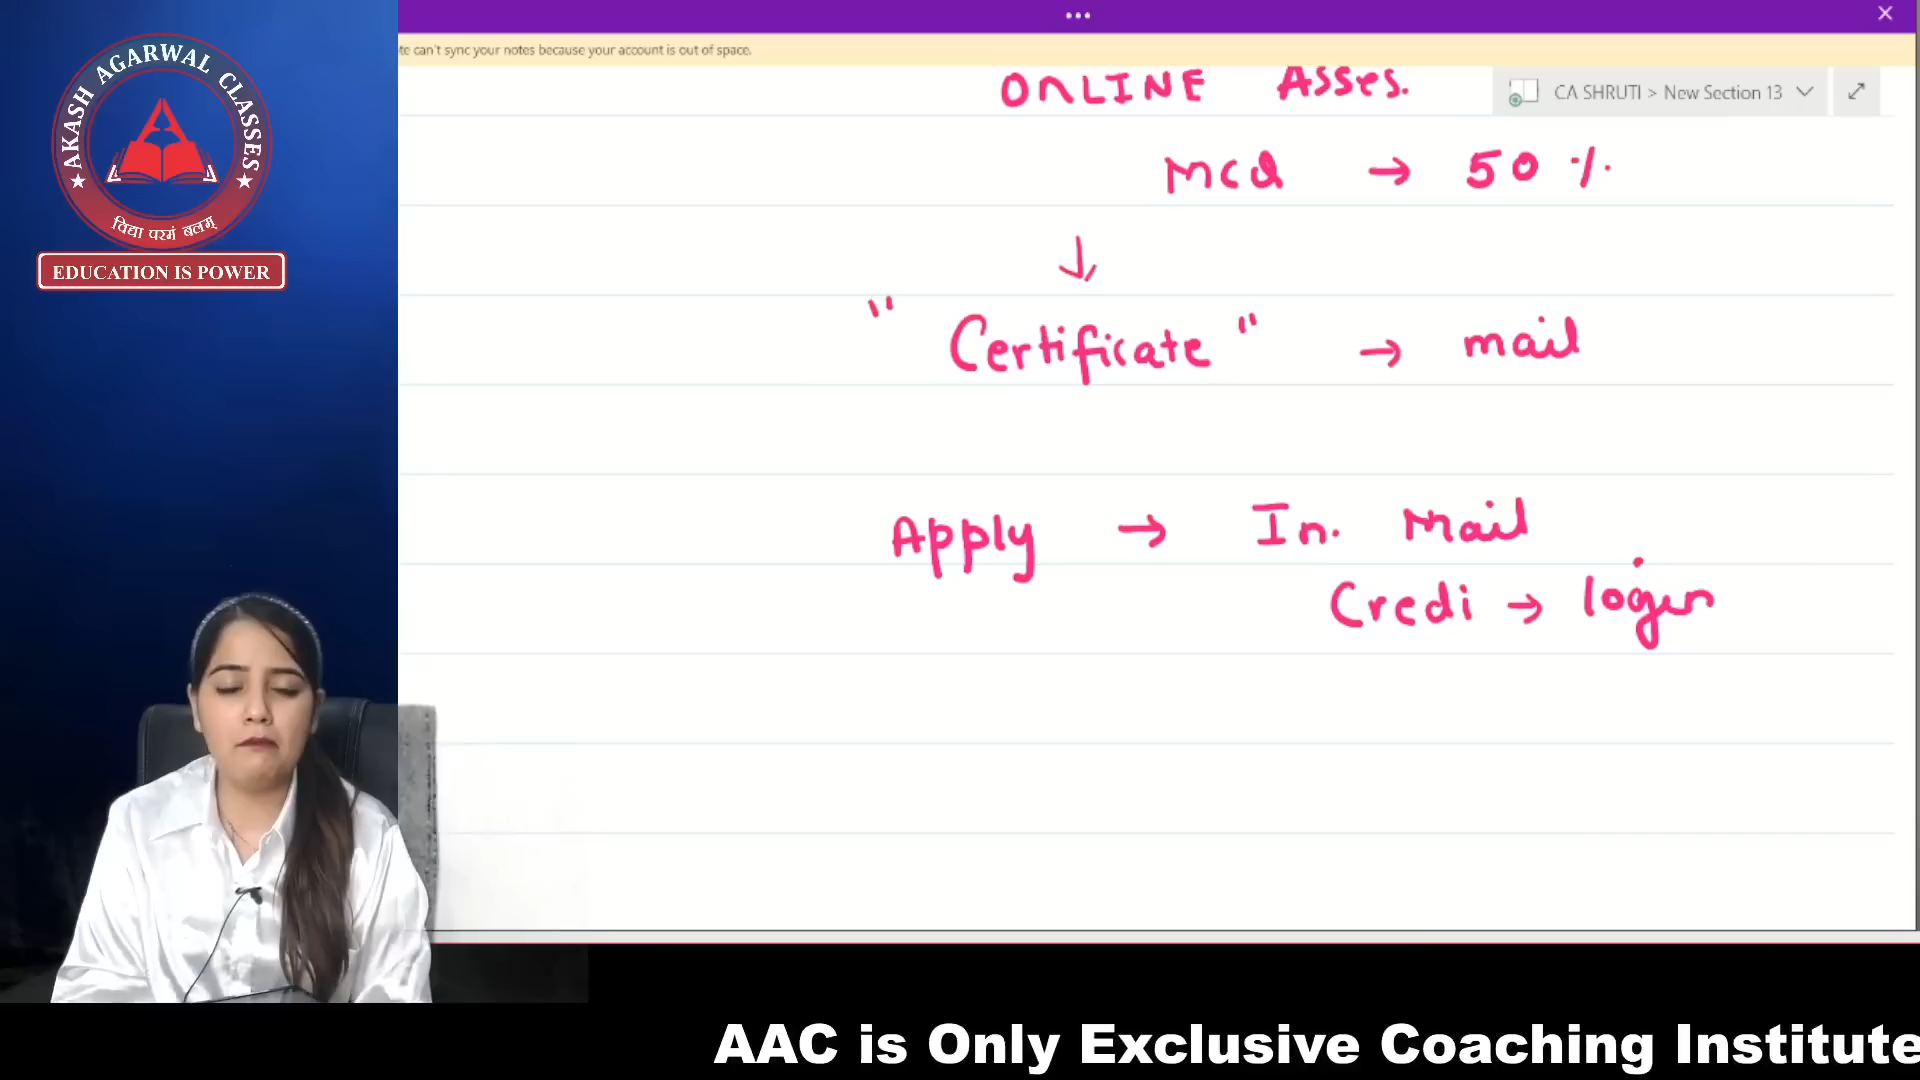 ★ AKASH AGARWAL CLASSES ★
विद्या परमं बलम्
EDUCATION IS POWER
te can't sync your notes because your account is out of space.
CA SHRUTI > New Section 13
ONLINE Asses.
MCQ → 50 %
↓
" Certificate " → mail
Apply → In. Mail
Credi → login
AAC is Only Exclusive Coaching Institute